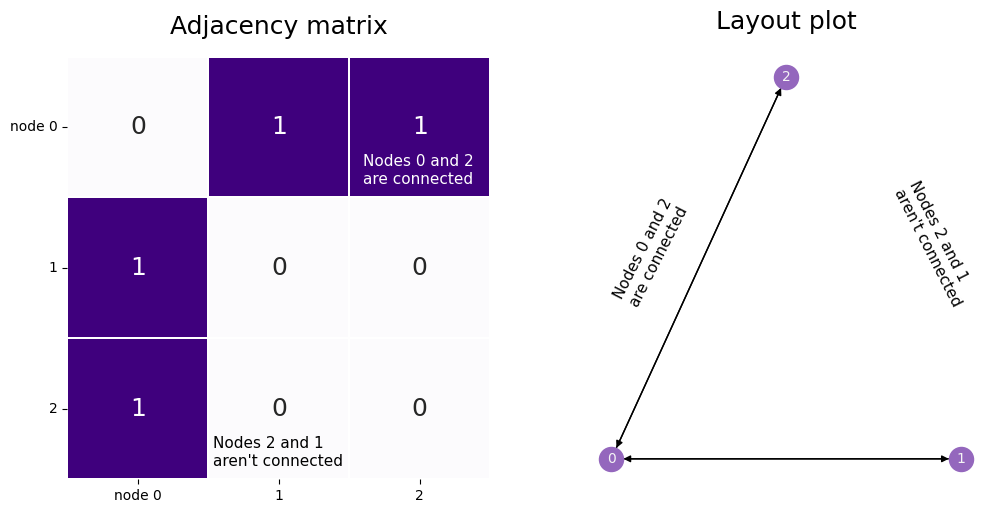 Adjacency matrix
node 0
0
1
1
Nodes 0 and 2
are connected
1
1
0
0
2
1
0
0
Nodes 2 and 1
aren't connected
node 0
1
2
Layout plot
2
Nodes 0 and 2
are connected
Nodes 2 and 1
aren't connected
0
1